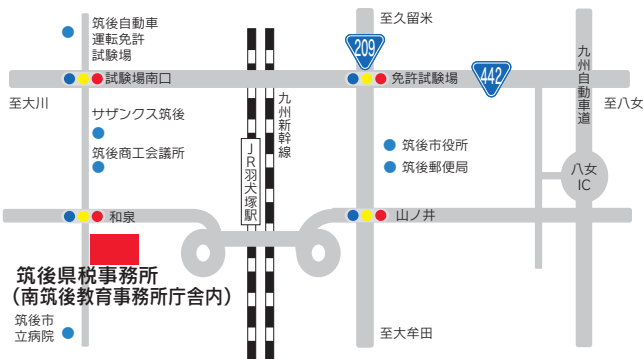 筑後自動車
運転免許
試験場
至久留米
209
試験場南口
免許試験場
442
九州自動車道
至大川
至八女
サザンクス筑後
九州新幹線
筑後商工会議所
JR羽犬塚駅
筑後市役所
筑後郵便局
八女
IC
和泉
山ノ井
筑後県税事務所
(南筑後教育事務所庁舎内)
筑後市
立病院
至大牟田